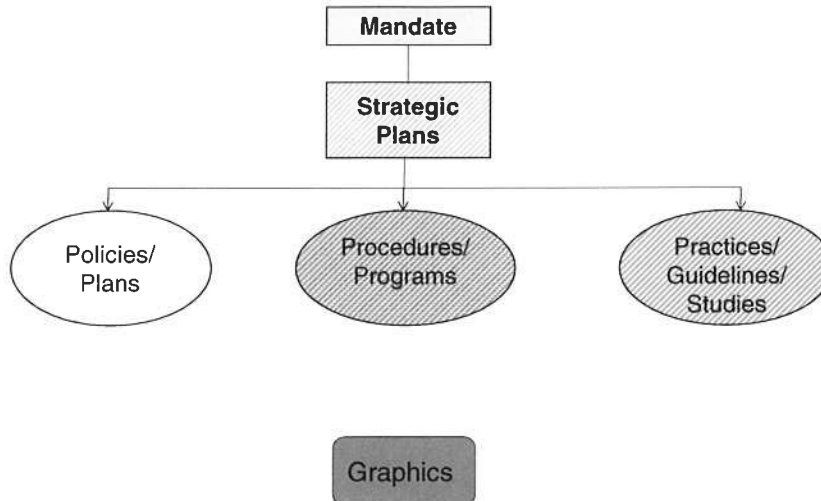 Mandate
Strategic
Plans
Policies/
Plans
Procedures/
Programs
Practices/
Guidelines/
Studies
Graphics